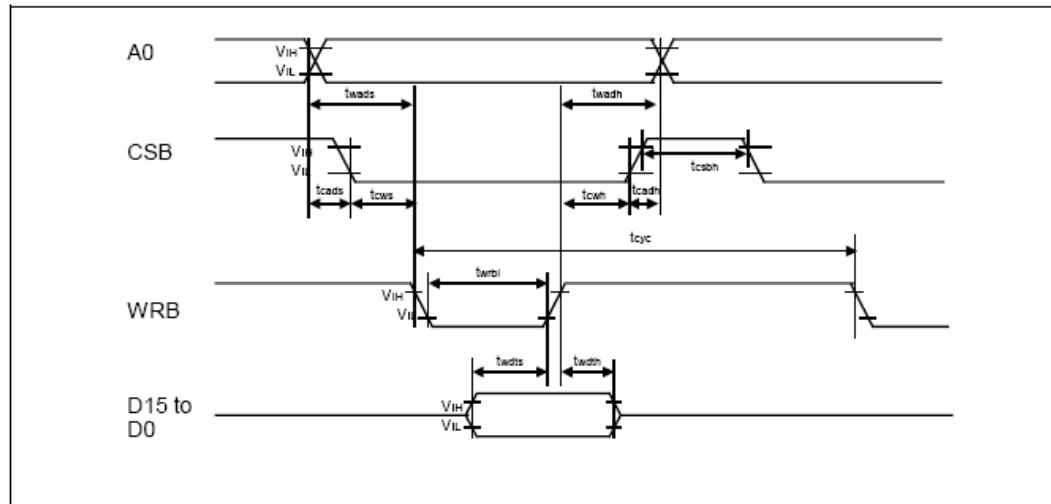 A0
VIH
VIL
twads
twadh
CSB
VIH
VIL
tcsbh
tcads
tcws
tcwh
tcadh
tcyc
twrbl
WRB
VIH
VIL
twdts
twdth
D15 to
D0
VIH
VIL